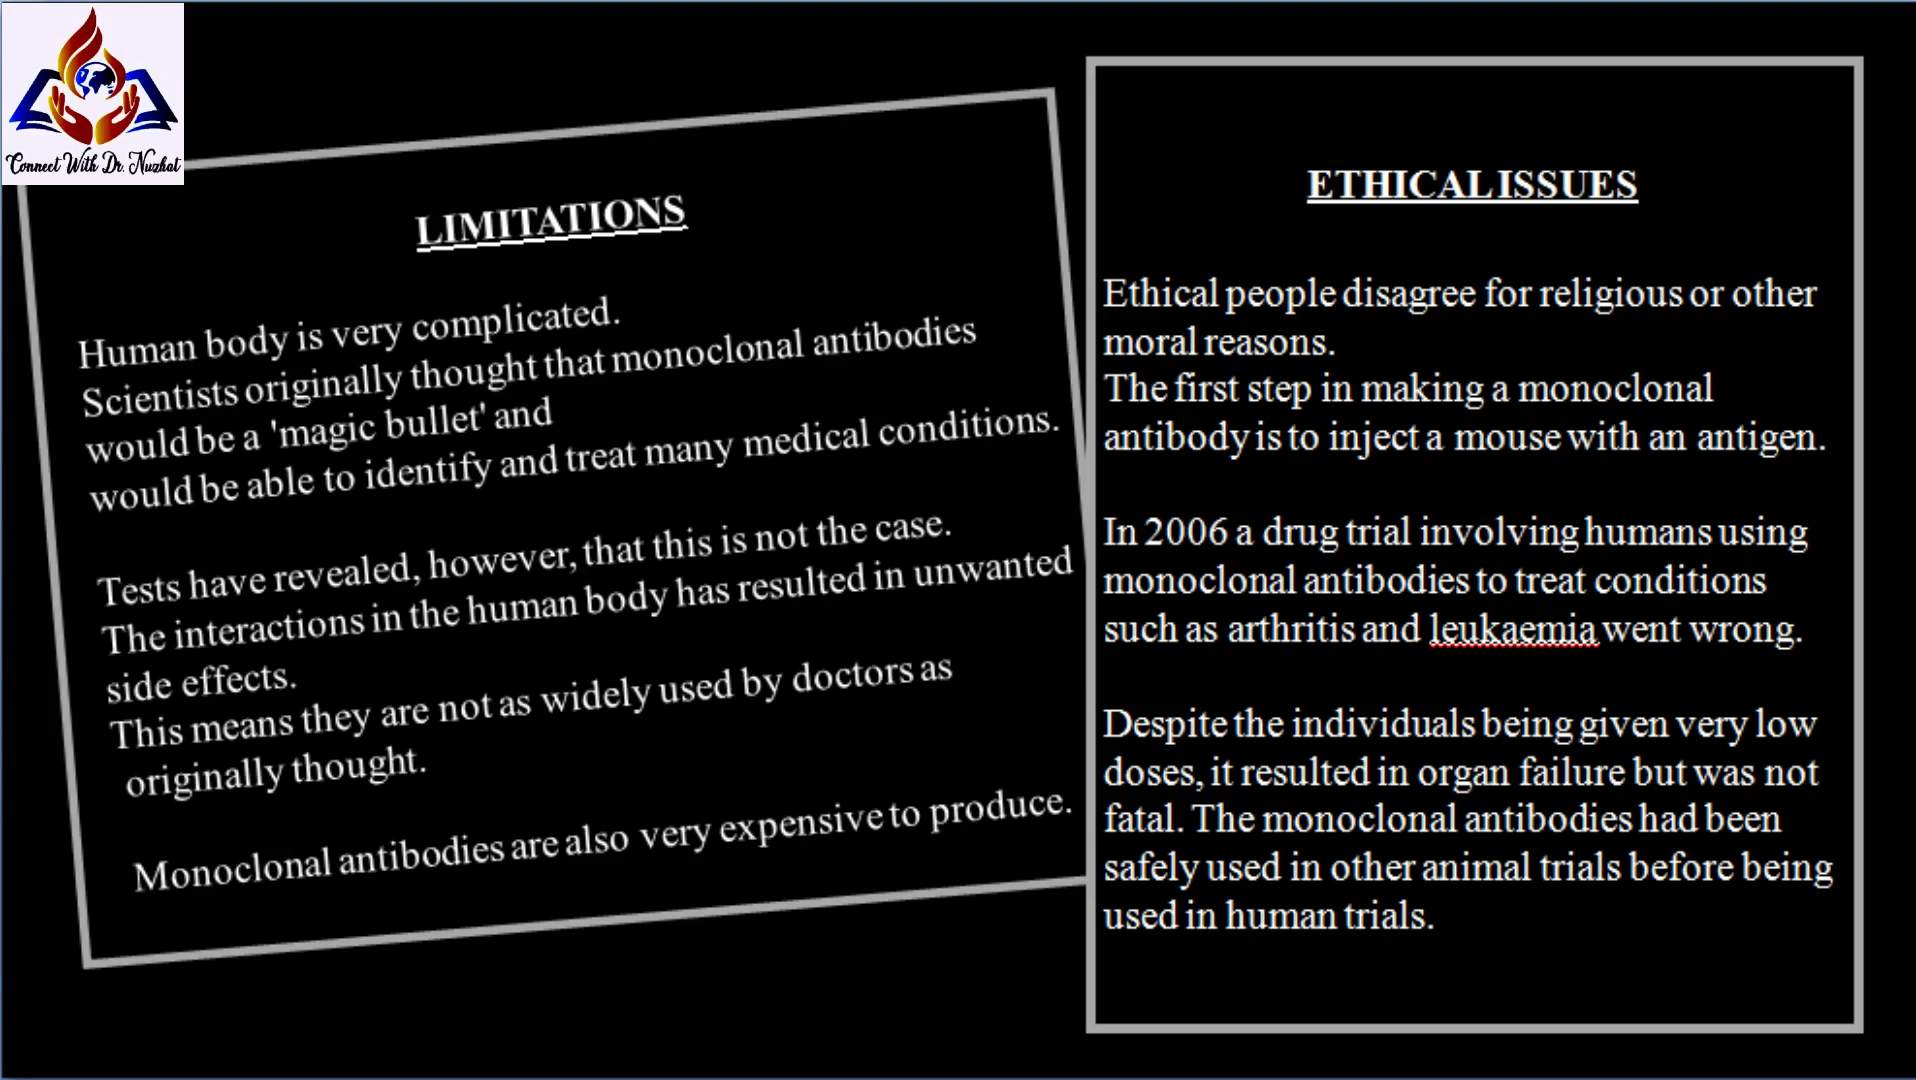 Connect With Dr. Nuzhat
LIMITATIONS
Human body is very complicated.
Scientists originally thought that monoclonal antibodies
would be a 'magic bullet' and
would be able to identify and treat many medical conditions.
Tests have revealed, however, that this is not the case.
The interactions in the human body has resulted in unwanted
side effects.
This means they are not as widely used by doctors as
originally thought.
Monoclonal antibodies are also very expensive to produce.
ETHICAL ISSUES
Ethical people disagree for religious or other
moral reasons.
The first step in making a monoclonal
antibody is to inject a mouse with an antigen.
In 2006 a drug trial involving humans using
monoclonal antibodies to treat conditions
such as arthritis and leukaemia went wrong.
Despite the individuals being given very low
doses, it resulted in organ failure but was not
fatal. The monoclonal antibodies had been
safely used in other animal trials before being
used in human trials.